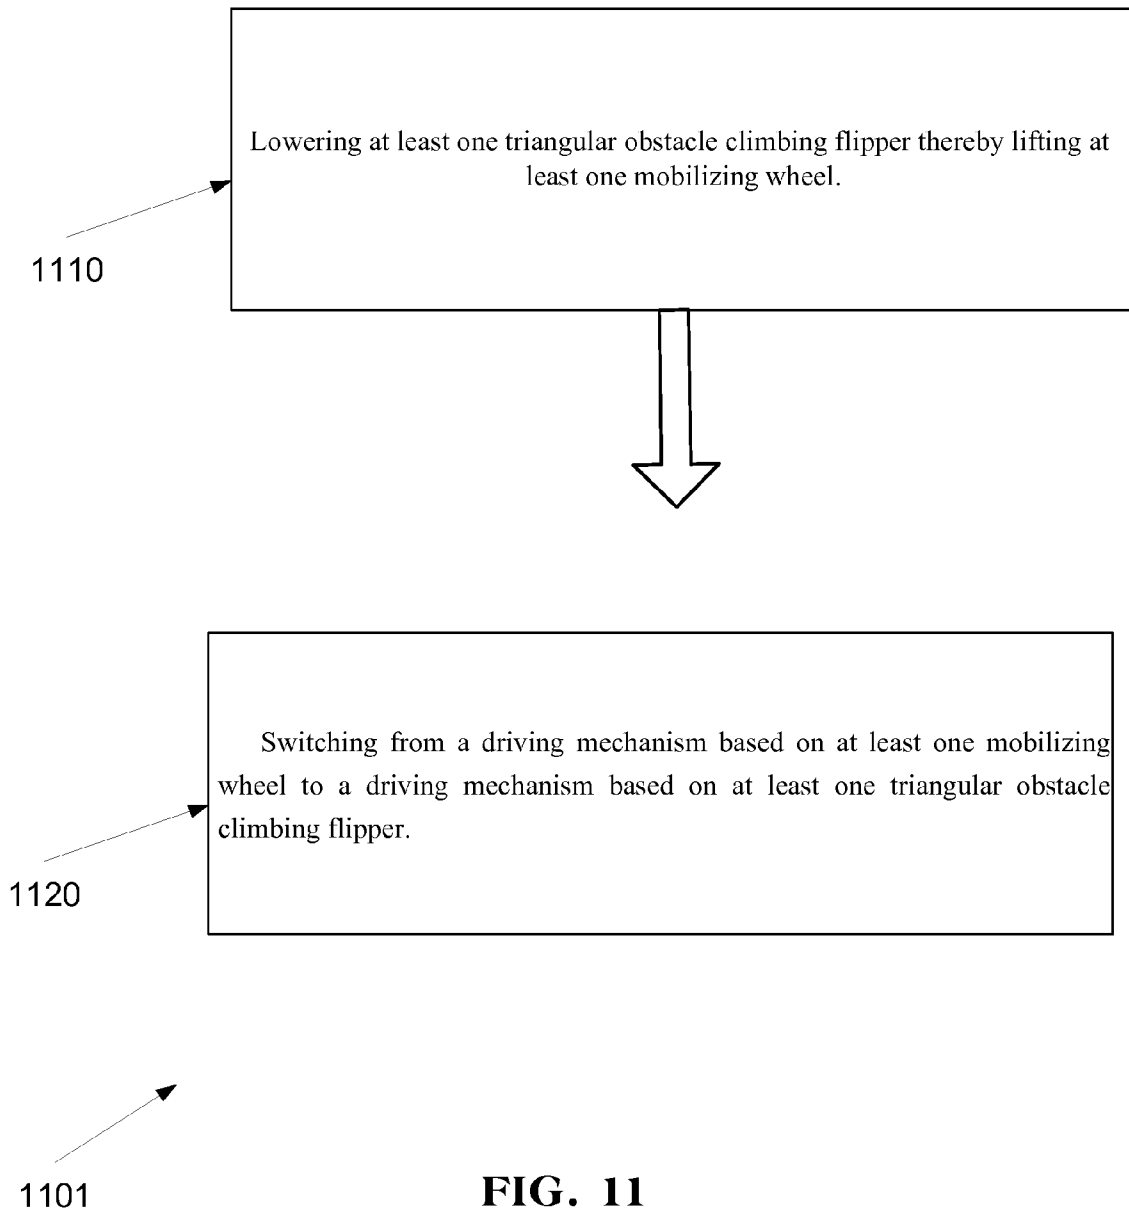 Lowering at least one triangular obstacle climbing flipper thereby lifting at
least one mobilizing wheel.
1110
Switching from a driving mechanism based on at least one mobilizing
wheel to a driving mechanism based on at least one triangular obstacle
climbing flipper.
1120
1101
FIG. 11